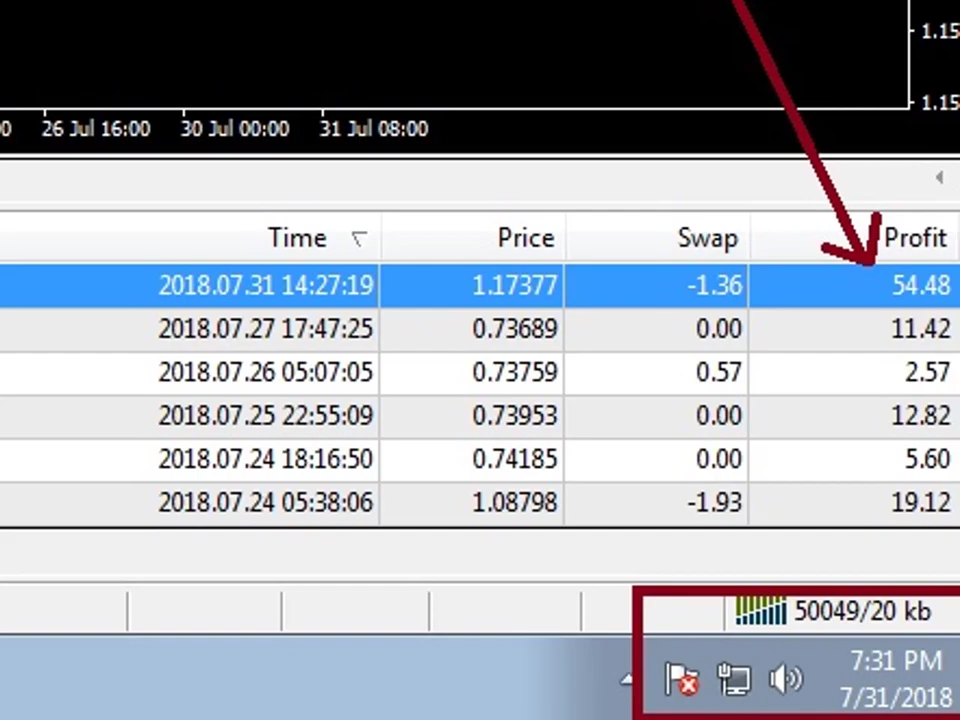 1.15
1.15
0 26 Jul 16:00 30 Jul 00:00 31 Jul 08:00
Time Price Swap Profit
2018.07.31 14:27:19 1.17377 -1.36 54.48
2018.07.27 17:47:25 0.73689 0.00 11.42
2018.07.26 05:07:05 0.73759 0.57 2.57
2018.07.25 22:55:09 0.73953 0.00 12.82
2018.07.24 18:16:50 0.74185 0.00 5.60
2018.07.24 05:38:06 1.08798 -1.93 19.12
50049/20 kb
7:31 PM
7/31/2018